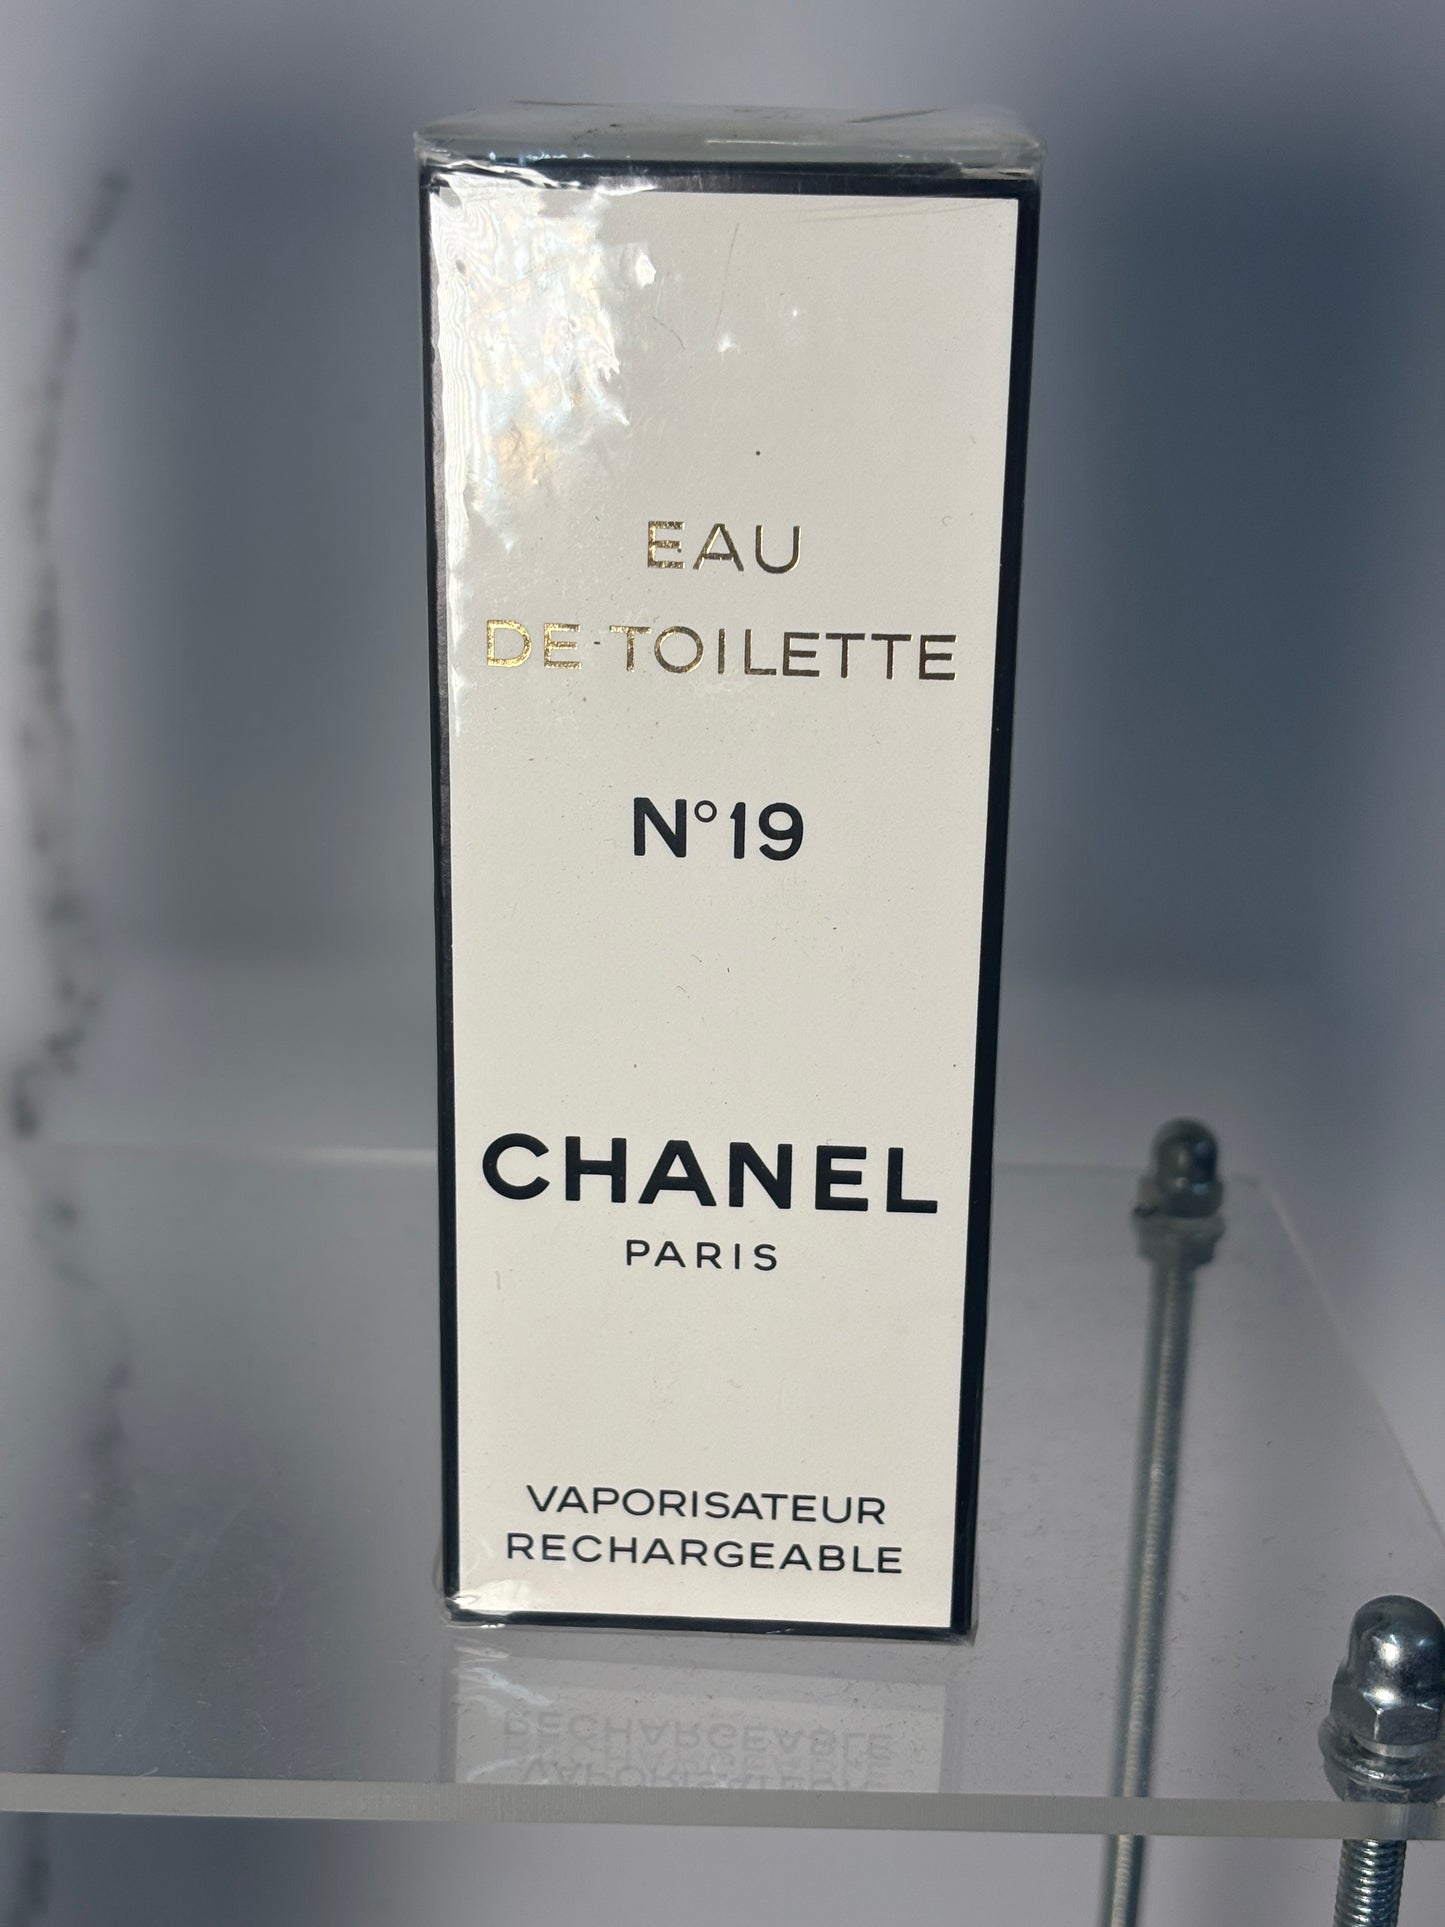 EAU
DE TOILETTE
N°19
CHANEL
PARIS
VAPORISATEUR
RECHARGEABLE